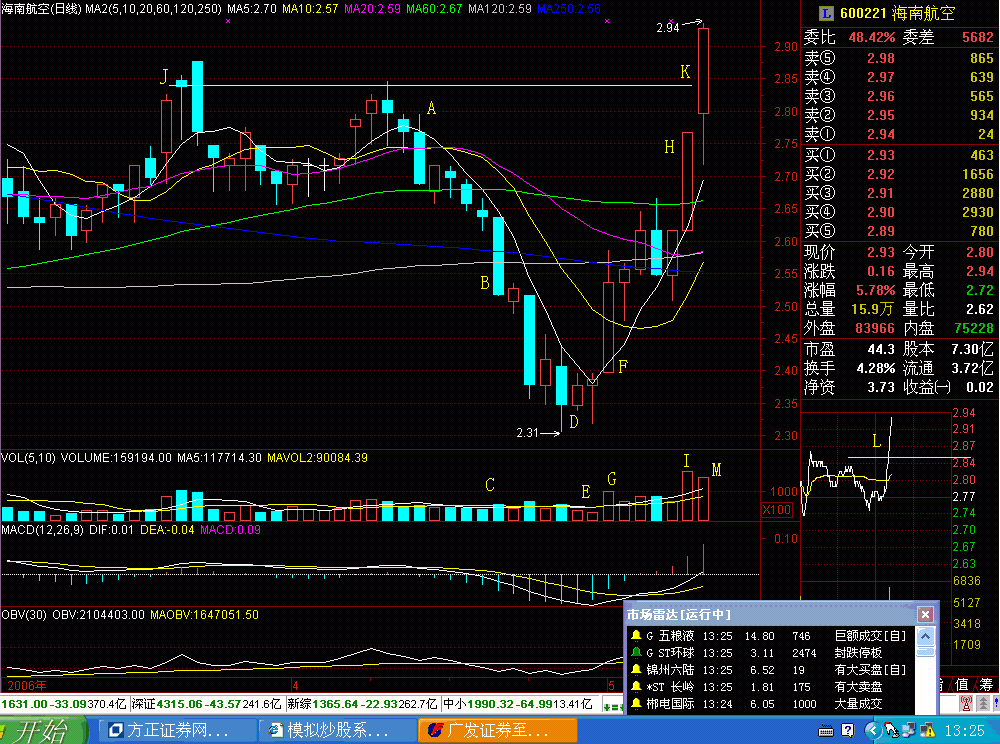 海南航空(日线) MA2(5,10,20,60,120,250) MA5:2.70 MA10:2.57 MA20:2.59 MA60:2.67 MA120:2.59 MA250:2.56
2.94
J
A
K
H
B
F
D
2.31
2.90
2.85
2.80
2.75
2.70
2.65
2.60
2.55
2.50
2.45
2.40
2.35
2.30
VOL(5,10) VOLUME:159194.00 MA5:117714.30 MAVOL2:90084.39
C
E
G
I
M
1000
X100
MACD(12,26,9) DIF:0.01 DEA:-0.04 MACD:0.09
0.10
OBV(30) OBV:2104403.00 MAOBV:1647051.50
2006年 4 5
L 600221 海南航空
委比 48.42% 委差 5682
卖⑤ 2.98 865
卖④ 2.97 639
卖③ 2.96 565
卖② 2.95 934
卖① 2.94 24
买① 2.93 463
买② 2.92 1656
买③ 2.91 2880
买④ 2.90 2930
买⑤ 2.89 780
现价 2.93 今开 2.80
涨跌 0.16 最高 2.94
涨幅 5.78% 最低 2.72
总量 15.9万 量比 2.62
外盘 83966 内盘 75228
市盈 44.3 股本 7.30亿
换手 4.28% 流通 3.72亿
净资 3.73 收益㈠ 0.02
L
2.94
2.91
2.87
2.84
2.80
2.77
2.74
2.70
2.67
2.63
6836
5127
3418
1709
市场雷达[运行中]
G 五粮液 13:25 14.80 746 巨额成交[自]
G ST环球 13:25 3.11 2474 封跌停板
锦州六陆 13:25 6.52 19 有大买盘[自]
*ST 长岭 13:25 1.81 175 有大卖盘
郴电国际 13:24 6.05 1000 大量成交
值 筹
1631.00 -33.09 370.4亿 深证 4315.06 -43.57 241.6亿 新综 1365.64 -22.93 262.7亿 中小 1990.32 -64.99 13.41亿
开始 方正证券网... 模拟炒股系... 广发证券至... 13:25